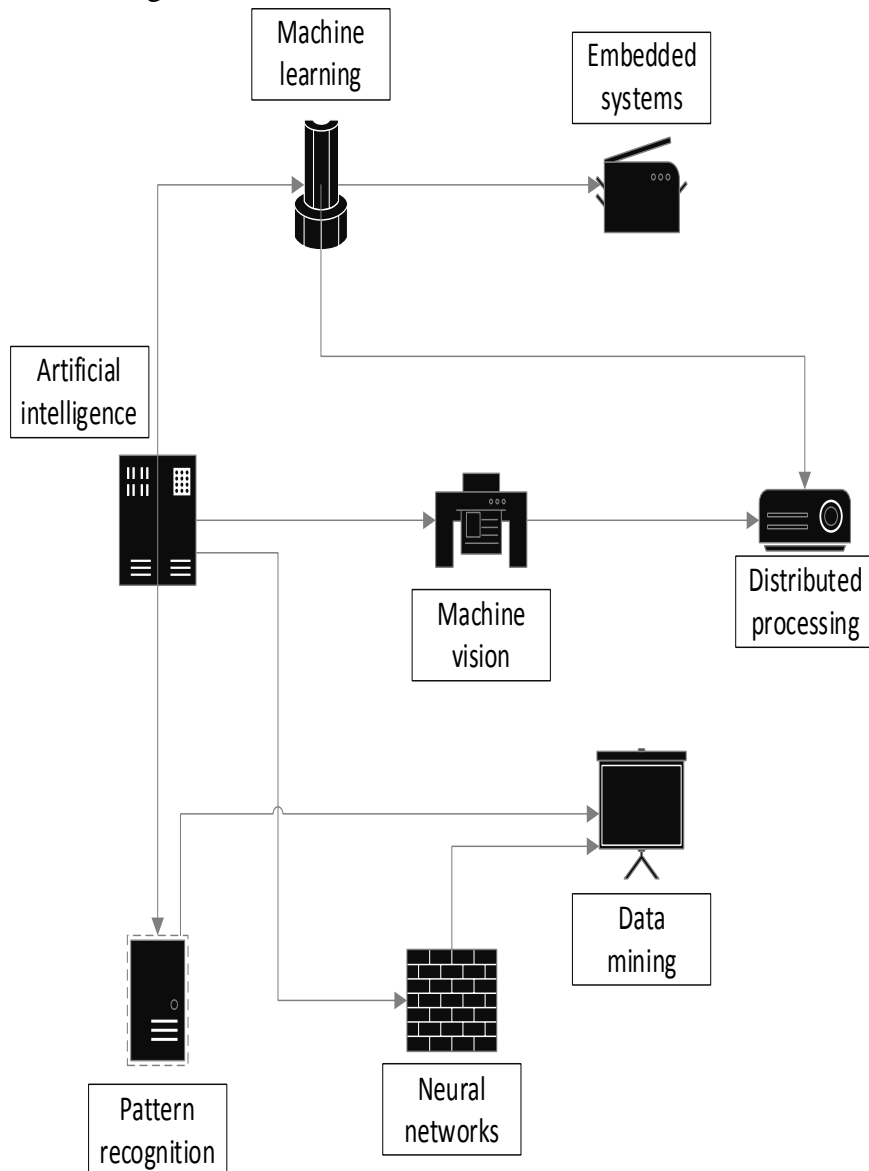 Machine
learning
Embedded
systems
Artificial
intelligence
Machine
vision
Distributed
processing
Data
mining
Pattern
recognition
Neural
networks